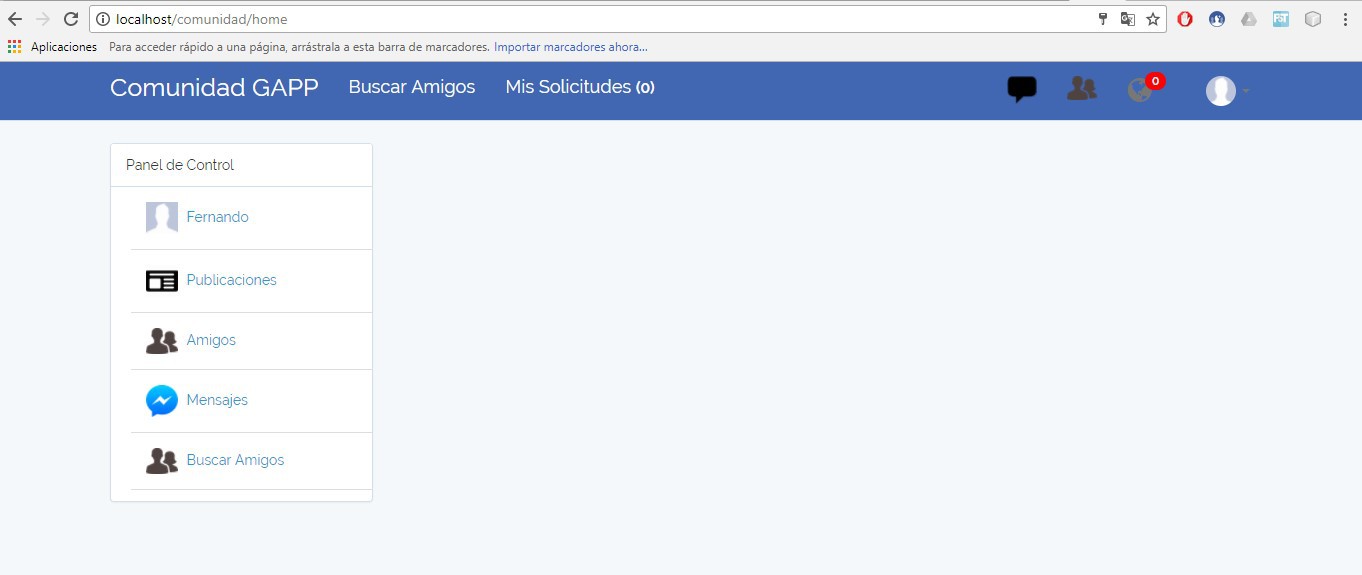 localhost/comunidad/home
Aplicaciones Para acceder rápido a una página, arrástrala a esta barra de marcadores. Importar marcadores ahora...
Comunidad GAPP Buscar Amigos Mis Solicitudes (0) 0
Panel de Control
Fernando
Publicaciones
Amigos
Mensajes
Buscar Amigos